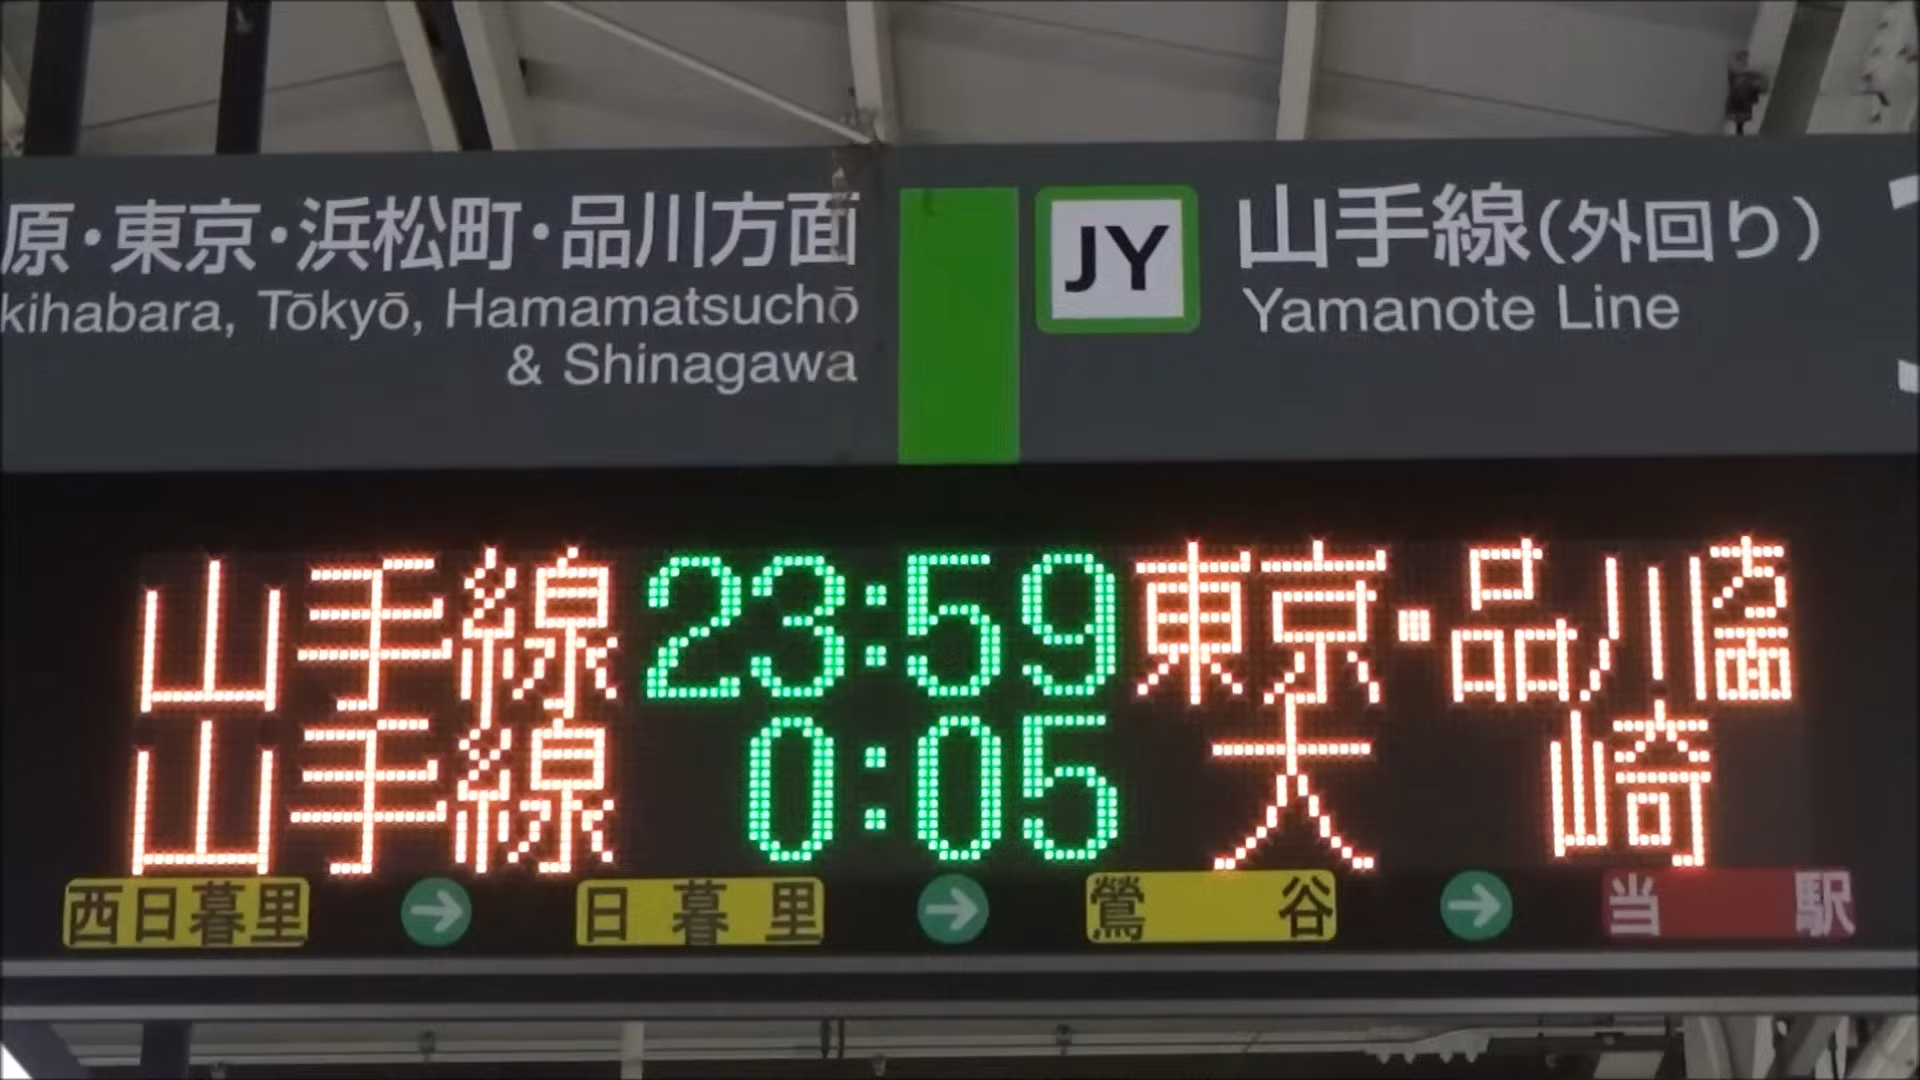 原・東京・浜松町・品川方面
kihabara, Tōkyō, Hamamatsuchō
& Shinagawa
JY 山手線(外回り)
Yamanote Line
山手線 23:59 東京・品川方面
山手線 0:05 大崎
西日暮里 → 日暮里 → 鶯谷 → 当駅